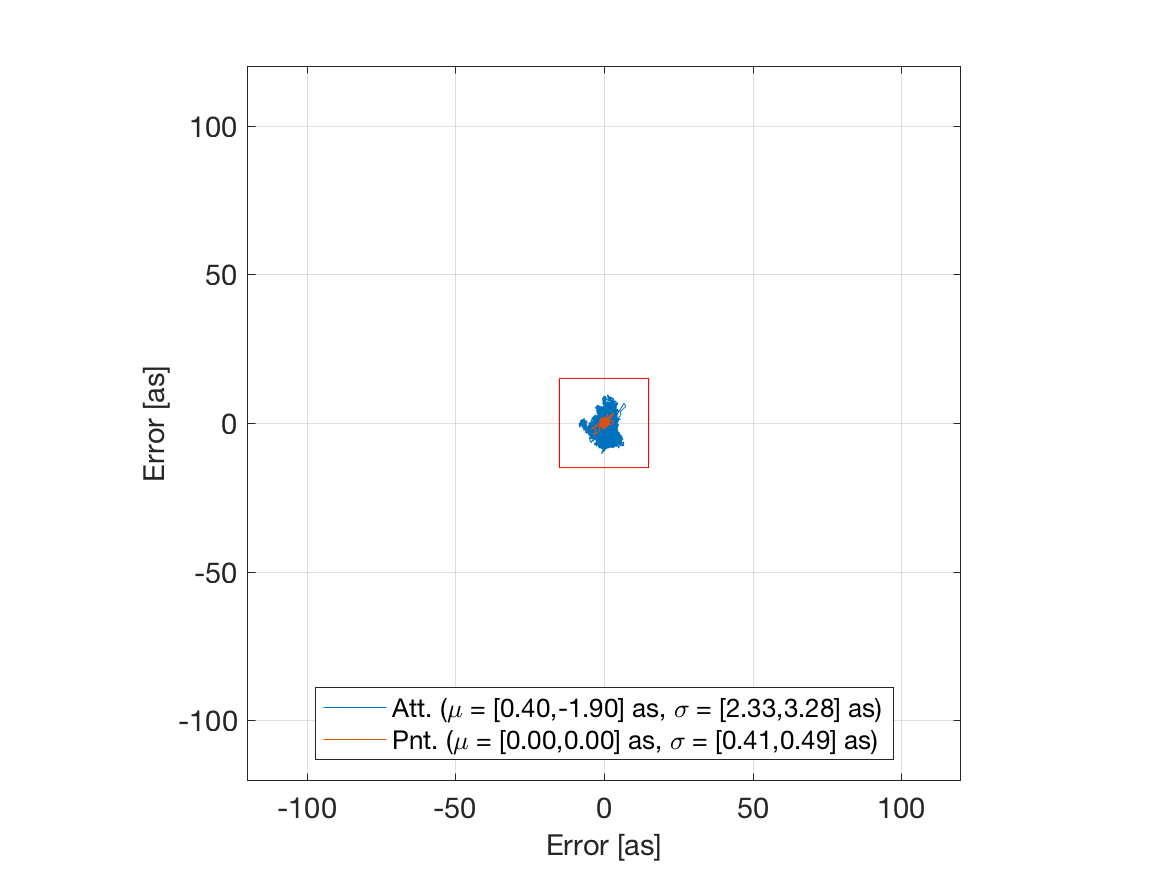 100
50
0
-50
-100
Error [as]
Att. (μ = [0.40,-1.90] as, σ = [2.33,3.28] as)
Pnt. (μ = [0.00,0.00] as, σ = [0.41,0.49] as)
-100 -50 0 50 100
Error [as]